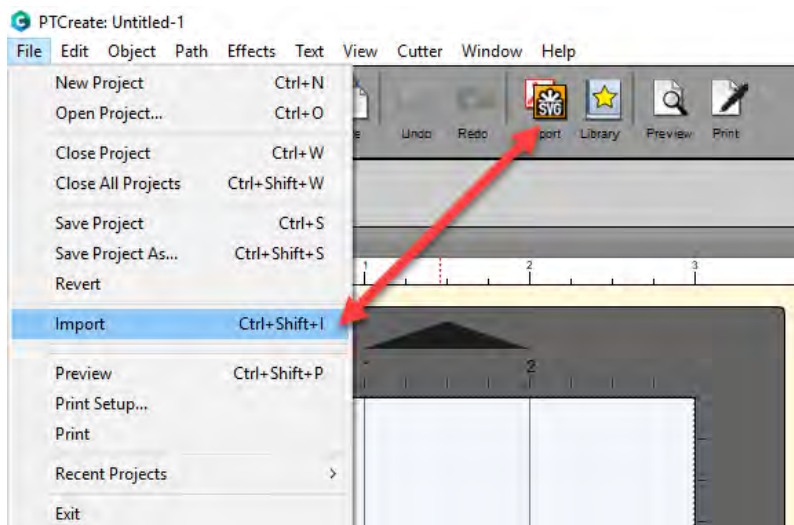 PTCreate: Untitled-1
File Edit Object Path Effects Text View Cutter Window Help
New Project Ctrl+N
Open Project... Ctrl+O
Close Project Ctrl+W
Close All Projects Ctrl+Shift+W
Save Project Ctrl+S
Save Project As... Ctrl+Shift+S
Revert
Import Ctrl+Shift+I
Preview Ctrl+Shift+P
Print Setup...
Print
Recent Projects
Exit
SVG
Undo Redo Library Preview Print
1 2 3
2